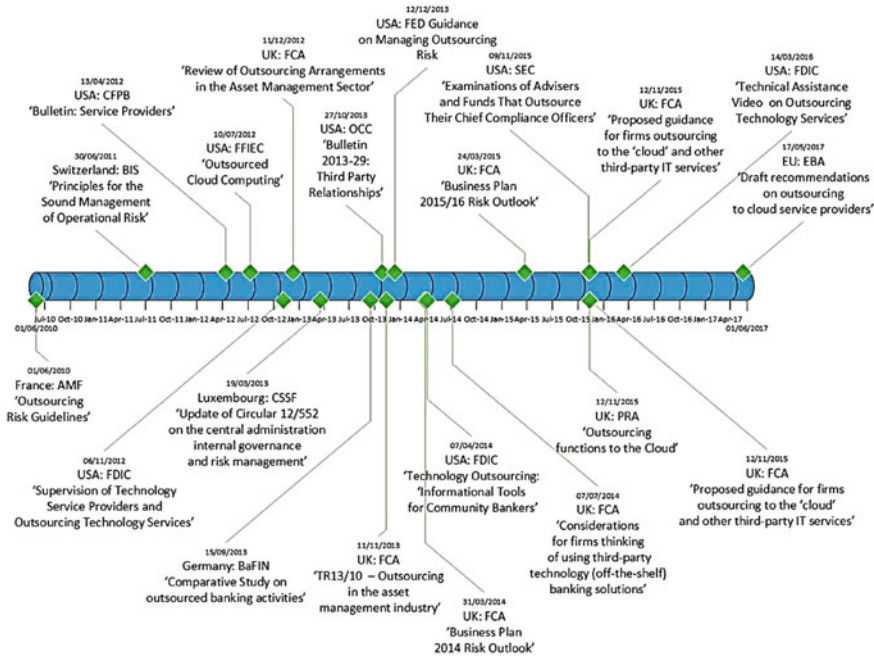 12/12/2013
USA: FED Guidance
on Managing Outsourcing
Risk
11/12/2012
UK: FCA
‘Review of Outsourcing Arrangements
in the Asset Management Sector’
09/11/2015
USA: SEC
‘Examinations of Advisers
and Funds That Outsource
Their Chief Compliance Officers’
14/03/2016
USA: FDIC
‘Technical Assistance
Video on Outsourcing
Technology Services’
13/04/2012
USA: CFPB
‘Bulletin: Service Providers’
12/11/2015
UK: FCA
‘Proposed guidance
for firms outsourcing
to the ‘cloud’ and other
third-party IT services’
27/10/2013
USA: OCC
‘Bulletin
2013-29:
Third Party
Relationships’
10/07/2012
USA: FFIEC
‘Outsourced
Cloud Computing’
17/05/2017
EU: EBA
‘Draft recommendations
on outsourcing
to cloud service providers’
30/06/2011
Switzerland: BIS
‘Principles for the
Sound Management
of Operational Risk’
24/03/2015
UK: FCA
‘Business Plan
2015/16 Risk Outlook’
Jul-10 Oct-10 Jan-11 Apr-11 Jul-11 Oct-11 Jan-12 Apr-12 Jul-12 Oct-12 Jan-13 Apr-13 Jul-13 Oct-13 Jan-14 Apr-14 Jul-14 Oct-14 Jan-15 Apr-15 Jul-15 Oct-15 Jan-16 Apr-16 Jul-16 Oct-16 Jan-17 Apr-17
01/06/2010 01/06/2017
01/06/2010
France: AMF
‘Outsourcing
Risk Guidelines’
19/03/2013
Luxembourg: CSSF
‘Update of Circular 12/552
on the central administration
internal governance
and risk management’
12/11/2015
UK: PRA
‘Outsourcing
functions to the Cloud’
06/11/2012
USA: FDIC
‘Supervision of Technology
Service Providers and
Outsourcing Technology Services’
07/04/2014
USA: FDIC
‘Technology Outsourcing:
‘Informational Tools
for Community Bankers’
12/11/2015
UK: FCA
‘Proposed guidance for firms
outsourcing to the ‘cloud’
and other third-party IT services’
07/07/2014
UK: FCA
‘Considerations
for firms thinking
of using third-party
technology (off-the-shelf)
banking solutions’
Germany: BaFIN
‘Comparative Study on
outsourced banking activities’
11/11/2013
UK: FCA
‘TR13/10 – Outsourcing
in the asset
management industry’
31/03/2014
UK: FCA
‘Business Plan
2014 Risk Outlook’